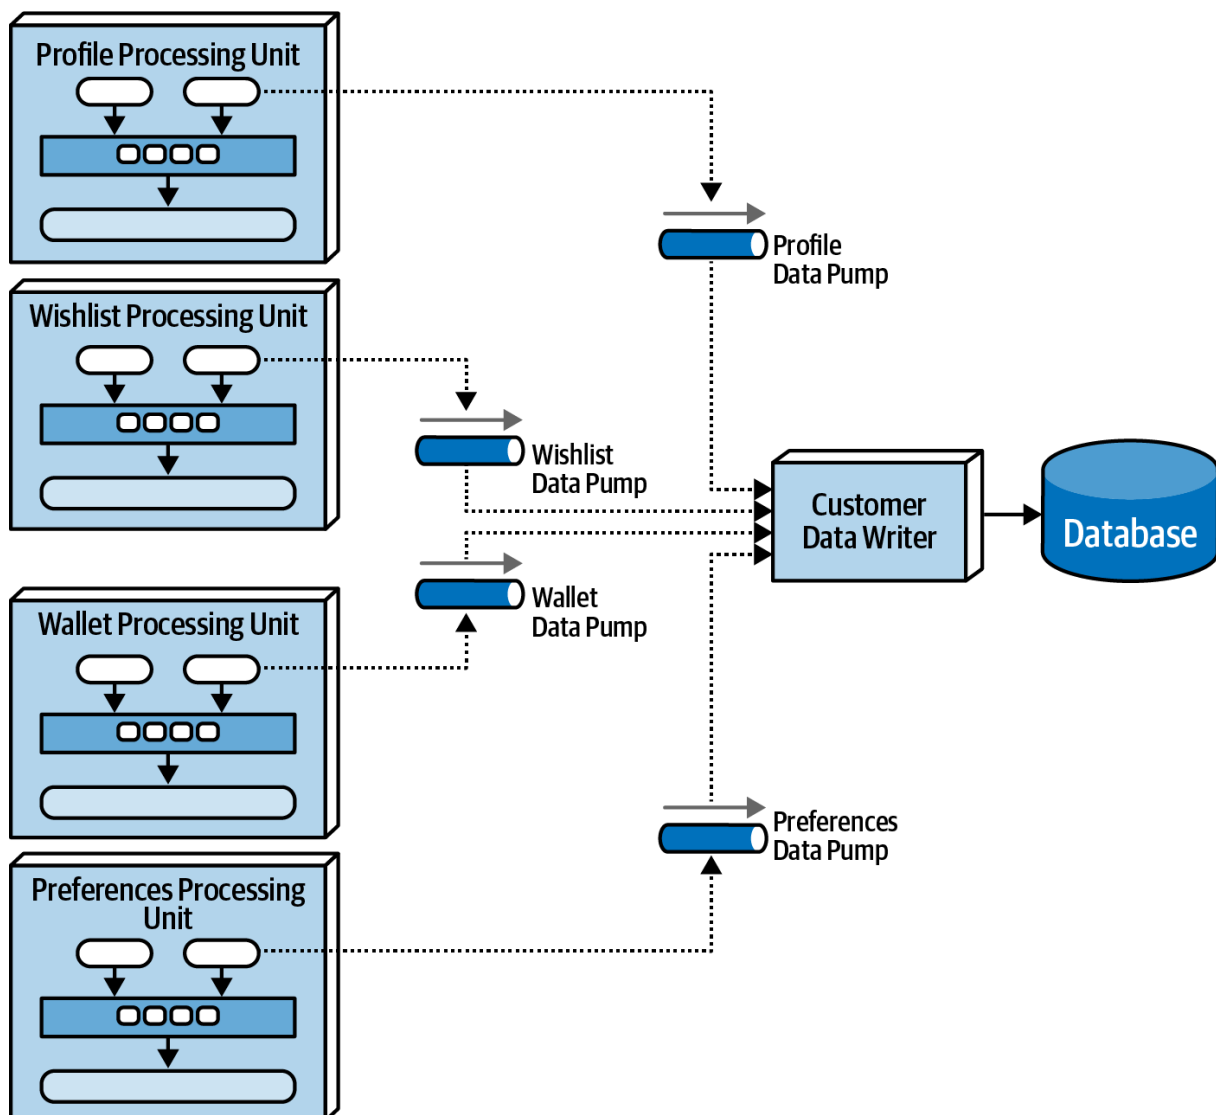 Profile Processing Unit
Profile
Data Pump
Wishlist Processing Unit
Wishlist
Data Pump
Customer
Data Writer
Database
Wallet Processing Unit
Wallet
Data Pump
Preferences
Data Pump
Preferences Processing
Unit